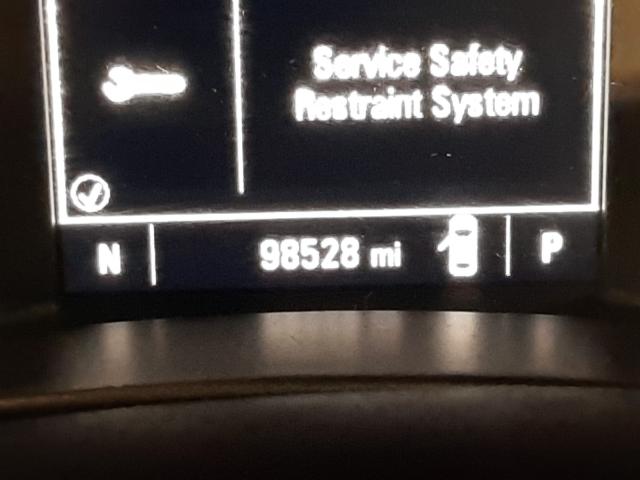 Service Safety
Restraint System
N 98528 mi P